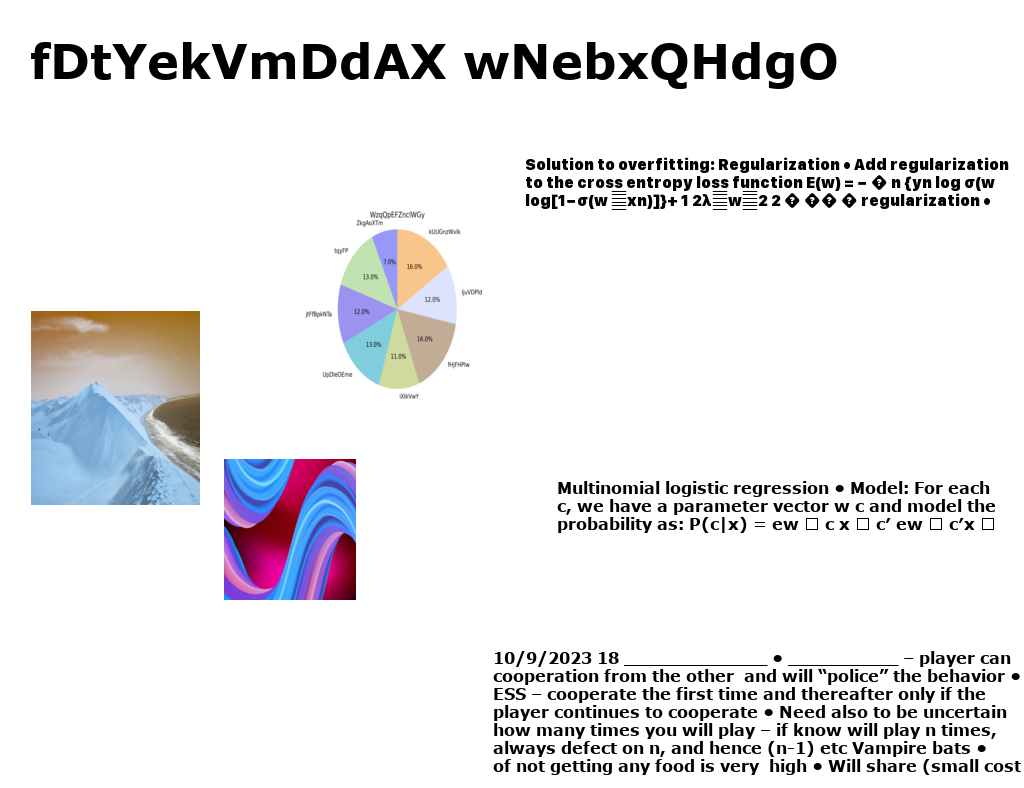 fDtYekVmDdAX wNebxQHdgO
Solution to overfitting: Regularization • Add regularization
to the cross entropy loss function E(w) = − � n {yn log σ(w
log[1−σ(w xn)]}+ 1 2λ w 2 2 � �� � regularization •
WzqQpEFZnclWGy
ZkgAoXTm
kUUGnzWvik
tqyFP
7.0%
16.0%
13.0%
12.0%
ljuVDPld
jtFfBpkNTa
12.0%
13.0%
16.0%
11.0%
fHjFHPlw
UpDleOEme
iXlkVwY
Multinomial logistic regression • Model: For each
c, we have a parameter vector w c and model the
probability as: P(c|x) = ew □ c x □ c′ ew □ c′x □
10/9/2023 18 _______________ • ____________ – player can
cooperation from the other and will “police” the behavior •
ESS – cooperate the first time and thereafter only if the
player continues to cooperate • Need also to be uncertain
how many times you will play – if know will play n times,
always defect on n, and hence (n-1) etc Vampire bats •
of not getting any food is very high • Will share (small cost